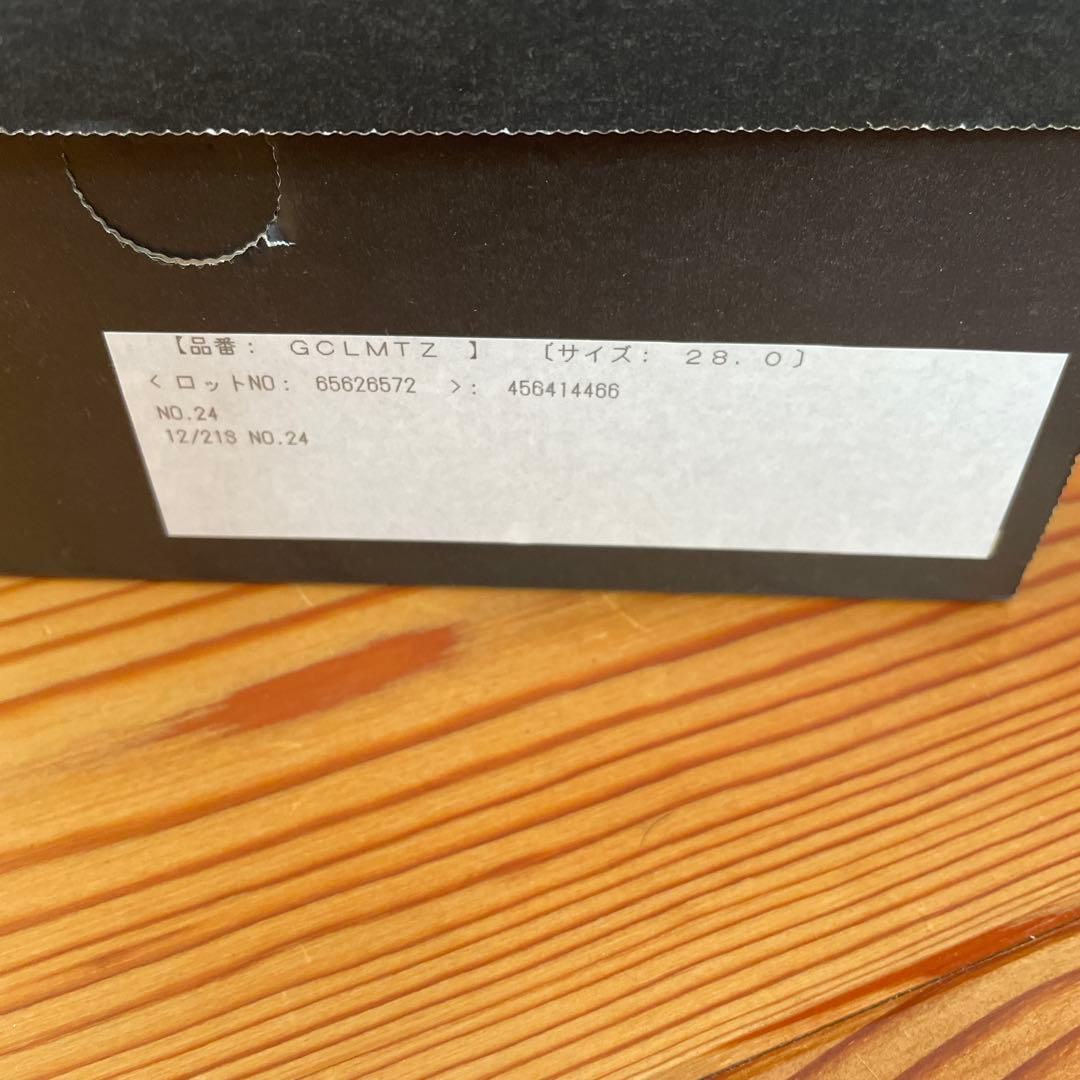 【品番： ＧＣＬＭＴＺ 】 〔サイズ： ２８．０〕
< ロットNO: 65626572 >: 456414466
NO.24
12/21S NO.24